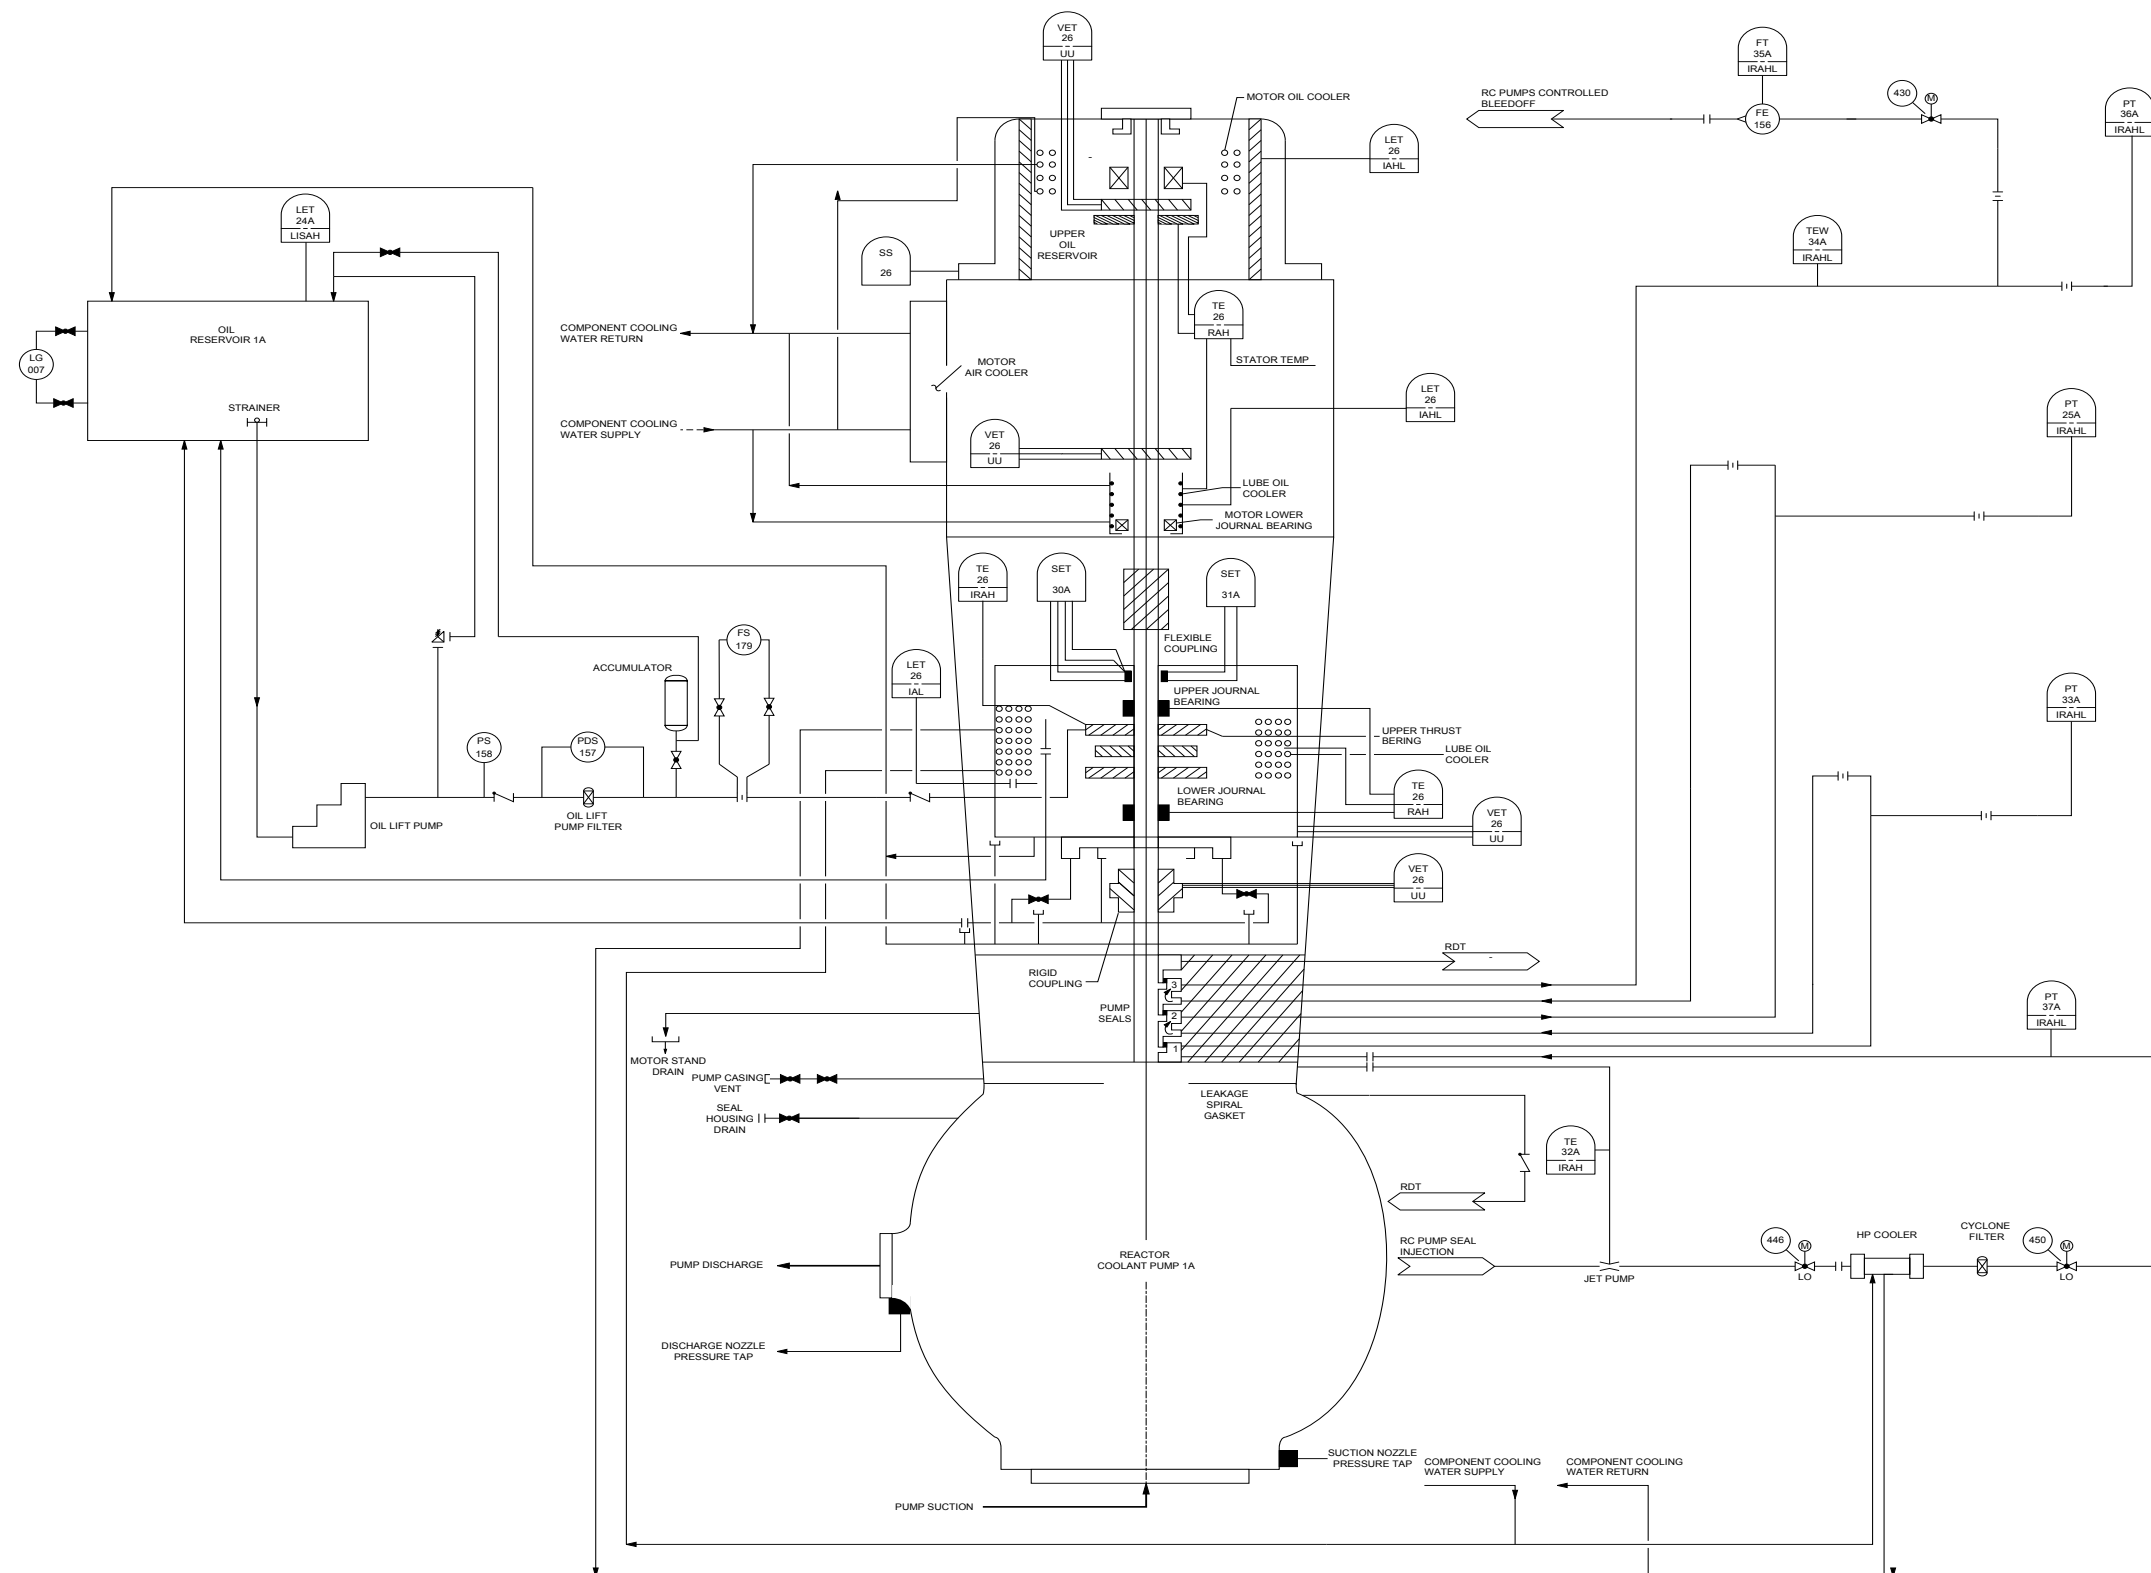 VET
26
UU
MOTOR OIL COOLER
LET
26
IAHL
RC PUMPS CONTROLLED
BLEEDOFF
FT
35A
IRAHL
FE
156
430
M
PT
36A
IRAHL
LET
24A
LISAH
SS
26
UPPER
OIL
RESERVOIR
TEW
34A
IRAHL
OIL
RESERVOIR 1A
LG
007
STRAINER
COMPONENT COOLING
WATER RETURN
MOTOR
AIR COOLER
TE
26
RAH
STATOR TEMP
COMPONENT COOLING
WATER SUPPLY
VET
26
UU
LET
26
IAHL
PT
25A
IRAHL
LUBE OIL
COOLER
MOTOR LOWER
JOURNAL BEARING
TE
26
IRAH
SET
30A
SET
31A
FLEXIBLE
COUPLING
ACCUMULATOR
FS
179
LET
26
IAL
UPPER JOURNAL
BEARING
PT
33A
IRAHL
PS
158
PDS
157
UPPER THRUST
BERING
LUBE OIL
COOLER
LOWER JOURNAL
BEARING
TE
26
RAH
VET
26
UU
OIL LIFT PUMP
OIL LIFT
PUMP FILTER
VET
26
UU
RIGID
COUPLING
RDT
PUMP
SEALS
3
2
1
PT
37A
IRAHL
MOTOR STAND
DRAIN
PUMP CASING
VENT
SEAL
HOUSING
DRAIN
LEAKAGE
SPIRAL
GASKET
TE
32A
IRAH
RDT
RC PUMP SEAL
INJECTION
JET PUMP
446
M
LO
HP COOLER
CYCLONE
FILTER
450
M
LO
PUMP DISCHARGE
REACTOR
COOLANT PUMP 1A
DISCHARGE NOZZLE
PRESSURE TAP
SUCTION NOZZLE
PRESSURE TAP
COMPONENT COOLING
WATER SUPPLY
COMPONENT COOLING
WATER RETURN
PUMP SUCTION